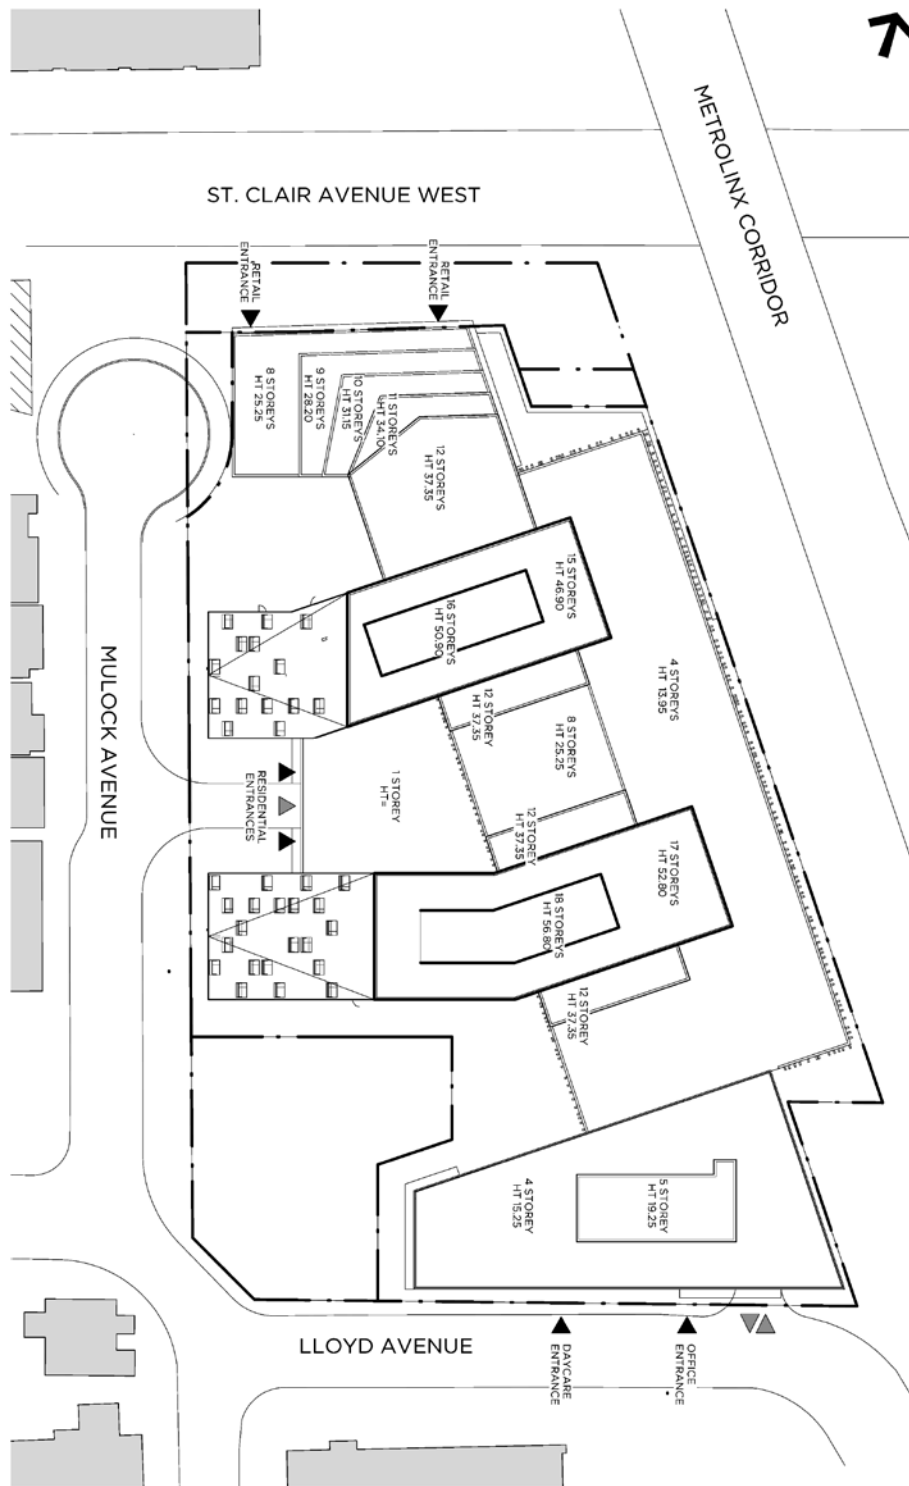 METROLINX CORRIDOR
ST. CLAIR AVENUE WEST
RETAIL
ENTRANCE
RETAIL
ENTRANCE
8 STOREYS
HT 25.25
9 STOREYS
HT 28.20
10 STOREYS
HT 31.15
11 STOREYS
HT 34.10
12 STOREYS
HT 37.35
15 STOREYS
HT 46.90
16 STOREYS
HT 50.90
4 STOREYS
HT 13.95
12 STOREY
HT 37.35
8 STOREYS
HT 25.25
MULOCK AVENUE
RESIDENTIAL
ENTRANCES
1 STOREY
HT=
12 STOREY
HT 37.35
17 STOREYS
HT 52.80
18 STOREYS
HT 56.80
12 STOREY
HT 37.35
4 STOREY
HT 15.25
5 STOREY
HT 19.25
LLOYD AVENUE
DAYCARE
ENTRANCE
OFFICE
ENTRANCE